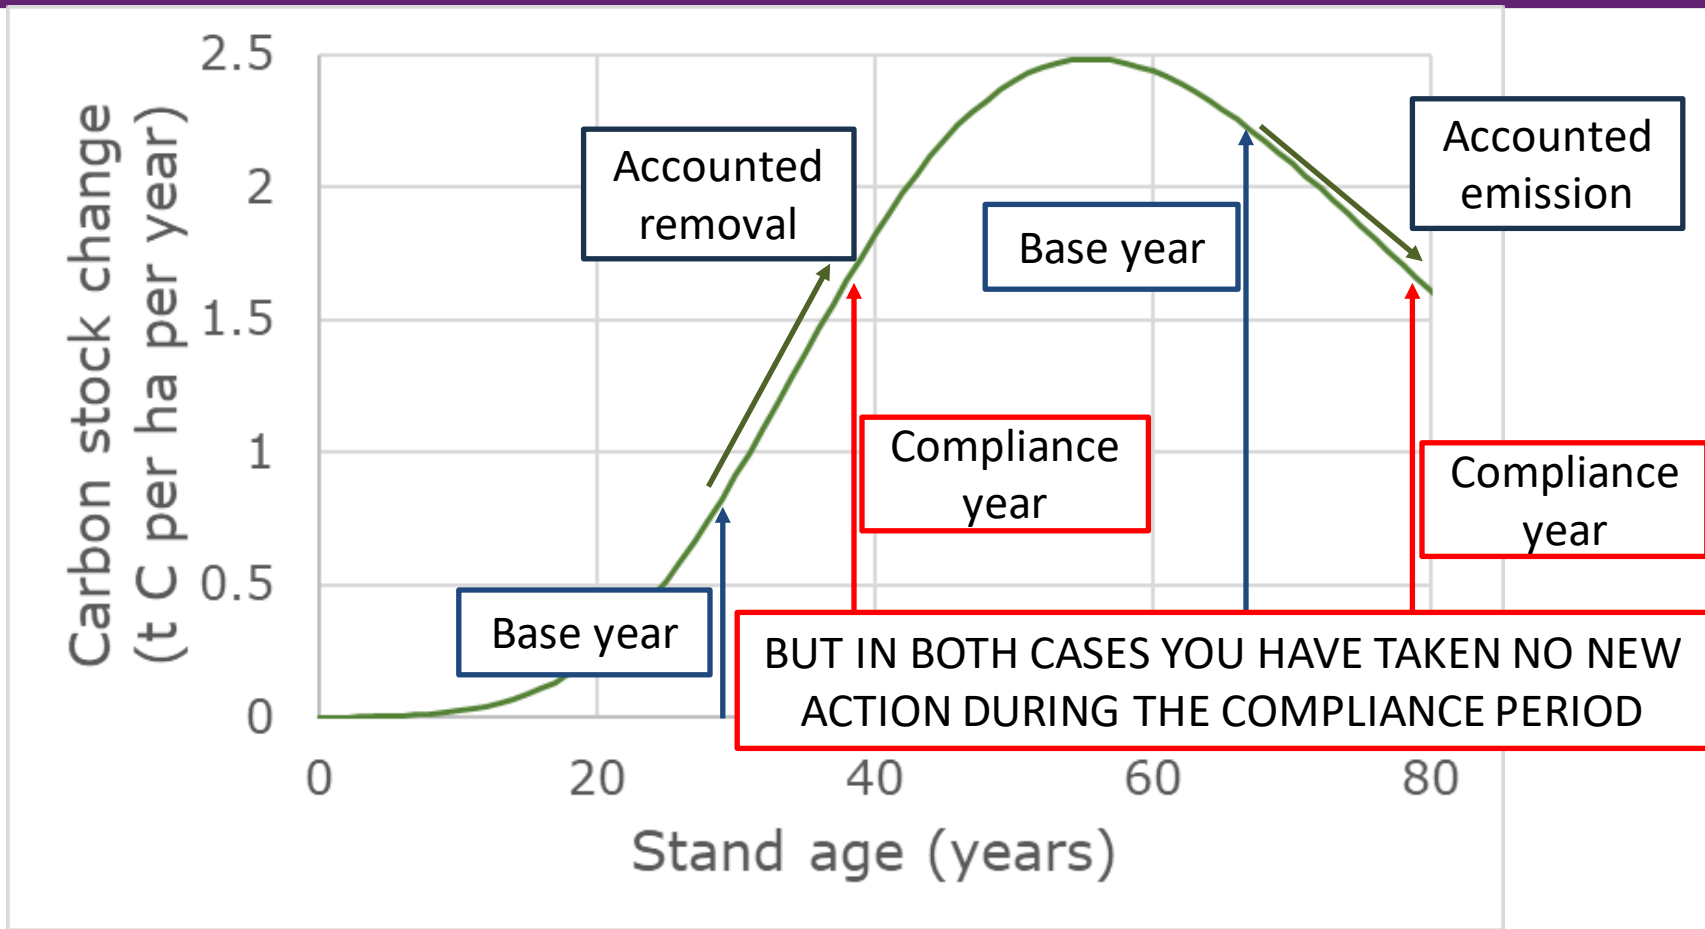 Carbon stock change
(t C per ha per year)
2.5
2
1.5
1
0.5
0
Accounted
removal
Base year
Accounted
emission
Compliance
year
Compliance
year
Base year
BUT IN BOTH CASES YOU HAVE TAKEN NO NEW
ACTION DURING THE COMPLIANCE PERIOD
0
20
40
60
80
Stand age (years)